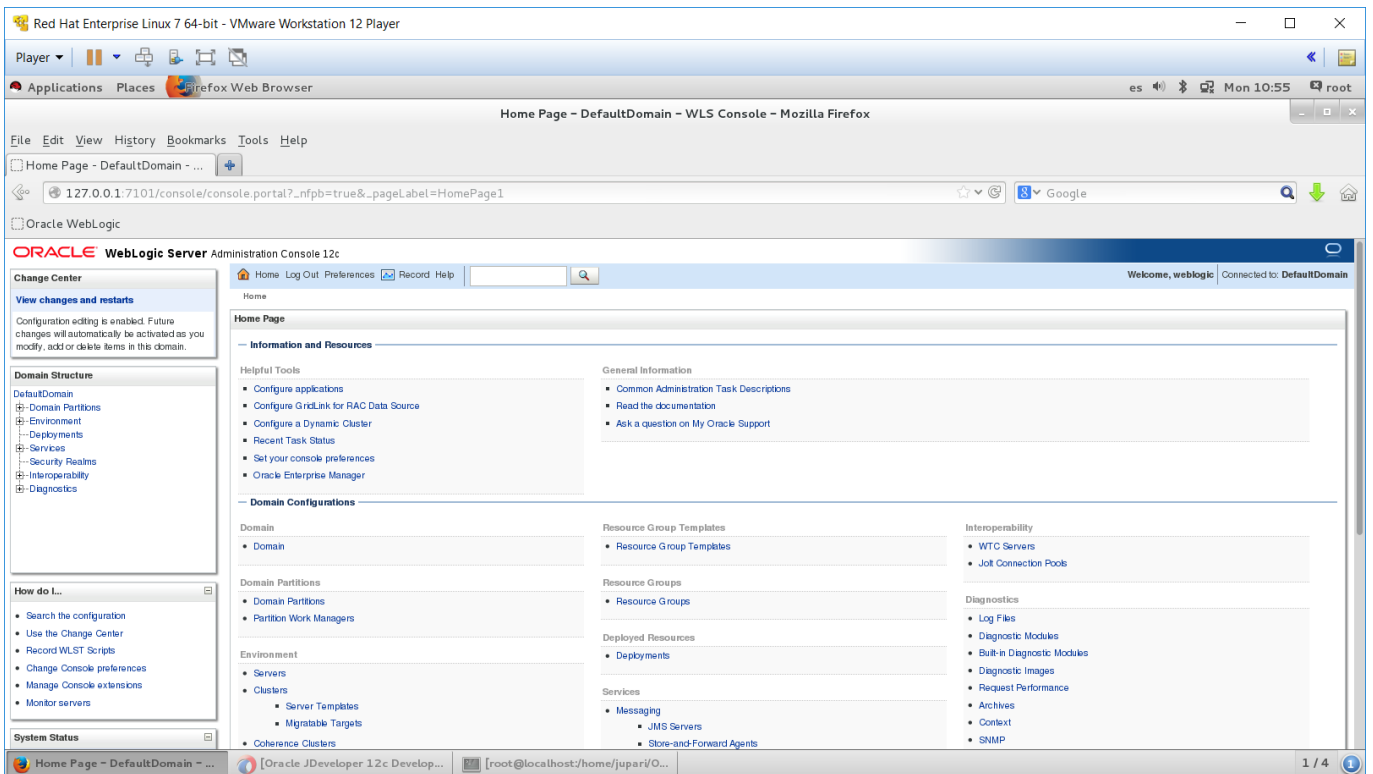 Red Hat Enterprise Linux 7 64-bit - VMware Workstation 12 Player
Player
Applications Places Firefox Web Browser es Mon 10:55 root
Home Page - DefaultDomain - WLS Console - Mozilla Firefox
File Edit View History Bookmarks Tools Help
Home Page - DefaultDomain - ...
127.0.0.1:7101/console/console.portal?_nfpb=true&_pageLabel=HomePage1
Google
Oracle WebLogic
ORACLE WebLogic Server Administration Console 12c
Change Center
View changes and restarts
Configuration editing is enabled. Future
changes will automatically be activated as you
modify, add or delete items in this domain.
Domain Structure
DefaultDomain
Domain Partitions
Environment
Deployments
Services
Security Realms
Interoperability
Diagnostics
How do I...
Search the configuration
Use the Change Center
Record WLST Scripts
Change Console preferences
Manage Console extensions
Monitor servers
System Status
Home Log Out Preferences Record Help
Welcome, weblogic Connected to: DefaultDomain
Home
Home Page
Information and Resources
Helpful Tools
Configure applications
Configure GridLink for RAC Data Source
Configure a Dynamic Cluster
Recent Task Status
Set your console preferences
Oracle Enterprise Manager
General Information
Common Administration Task Descriptions
Read the documentation
Ask a question on My Oracle Support
Domain Configurations
Domain
Domain
Domain Partitions
Domain Partitions
Partition Work Managers
Environment
Servers
Clusters
Server Templates
Migratable Targets
Coherence Clusters
Resource Group Templates
Resource Group Templates
Resource Groups
Resource Groups
Deployed Resources
Deployments
Services
Messaging
JMS Servers
Store-and-Forward Agents
Interoperability
WTC Servers
Jolt Connection Pools
Diagnostics
Log Files
Diagnostic Modules
Built-in Diagnostic Modules
Diagnostic Images
Request Performance
Archives
Context
SNMP
Home Page - DefaultDomain - ... [Oracle JDeveloper 12c Develop... [root@localhost:/home/jupari/O... 1 / 4 1